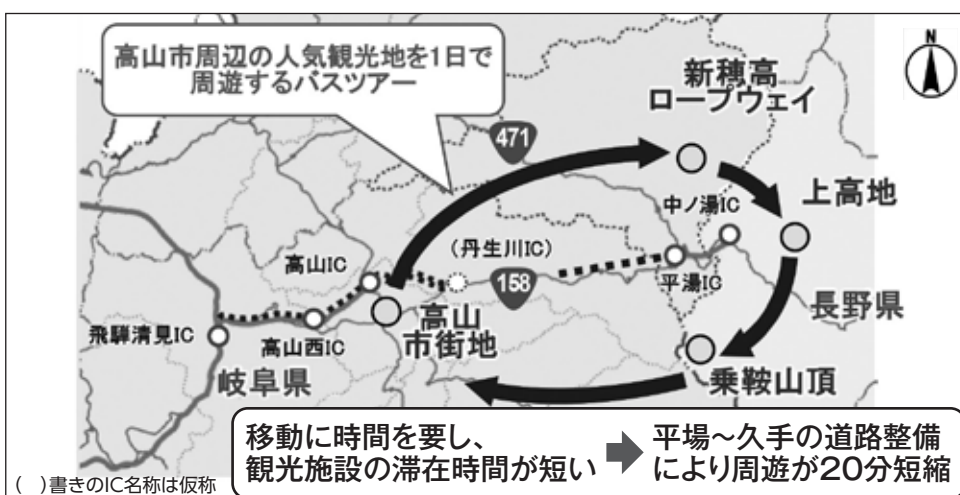 高山市周辺の人気観光地を1日で
周遊するバスツアー
N
新穂高
ロープウェイ
471
中ノ湯IC
上高地
(丹生川IC)
高山IC
158
平湯IC
長野県
飛騨清見IC
高山西IC
高山
市街地
岐阜県
乗鞍山頂
移動に時間を要し、
観光施設の滞在時間が短い
平場~久手の道路整備
により周遊が20分短縮
( )書きのIC名称は仮称